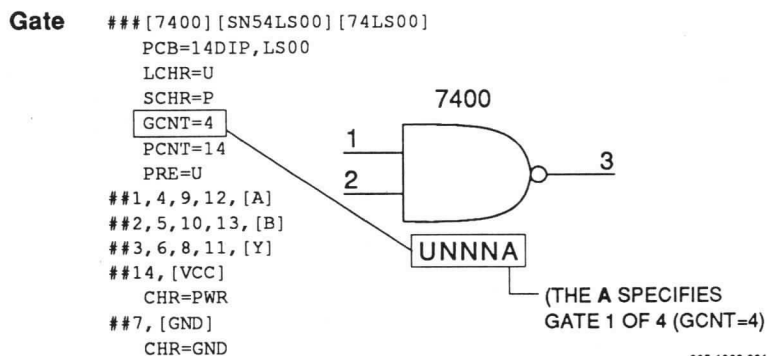 Gate
###[7400][SN54LS00][74LS00]
PCB=14DIP,LS00
LCHR=U
SCHR=P
GCNT=4
PCNT=14
PRE=U
##1,4,9,12,[A]
##2,5,10,13,[B]
##3,6,8,11,[Y]
##14,[VCC]
CHR=PWR
##7,[GND]
CHR=GND
7400
1
2
3
UNNNA
(THE A SPECIFIES
GATE 1 OF 4 (GCNT=4)